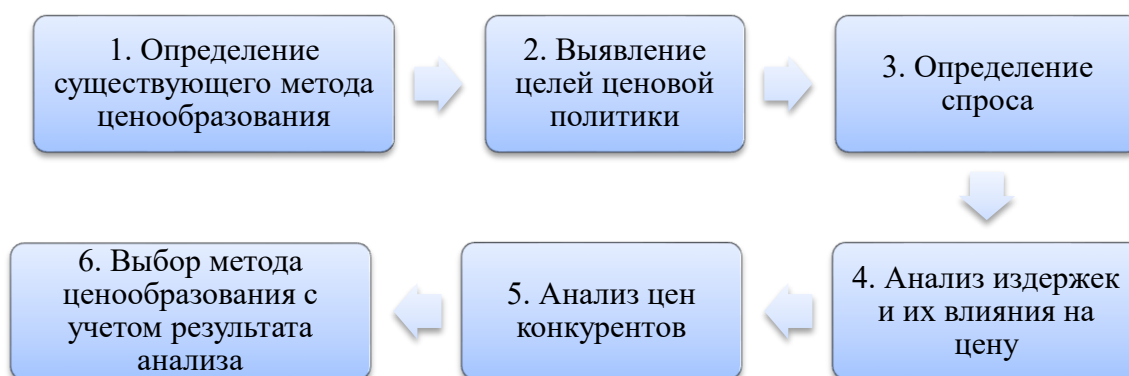 1. Определение
существующего метода
ценообразования
2. Выявление
целей ценовой
политики
3. Определение
спроса
4. Анализ издержек
и их влияния на
цену
5. Анализ цен
конкурентов
6. Выбор метода
ценообразования с
учетом результата
анализа